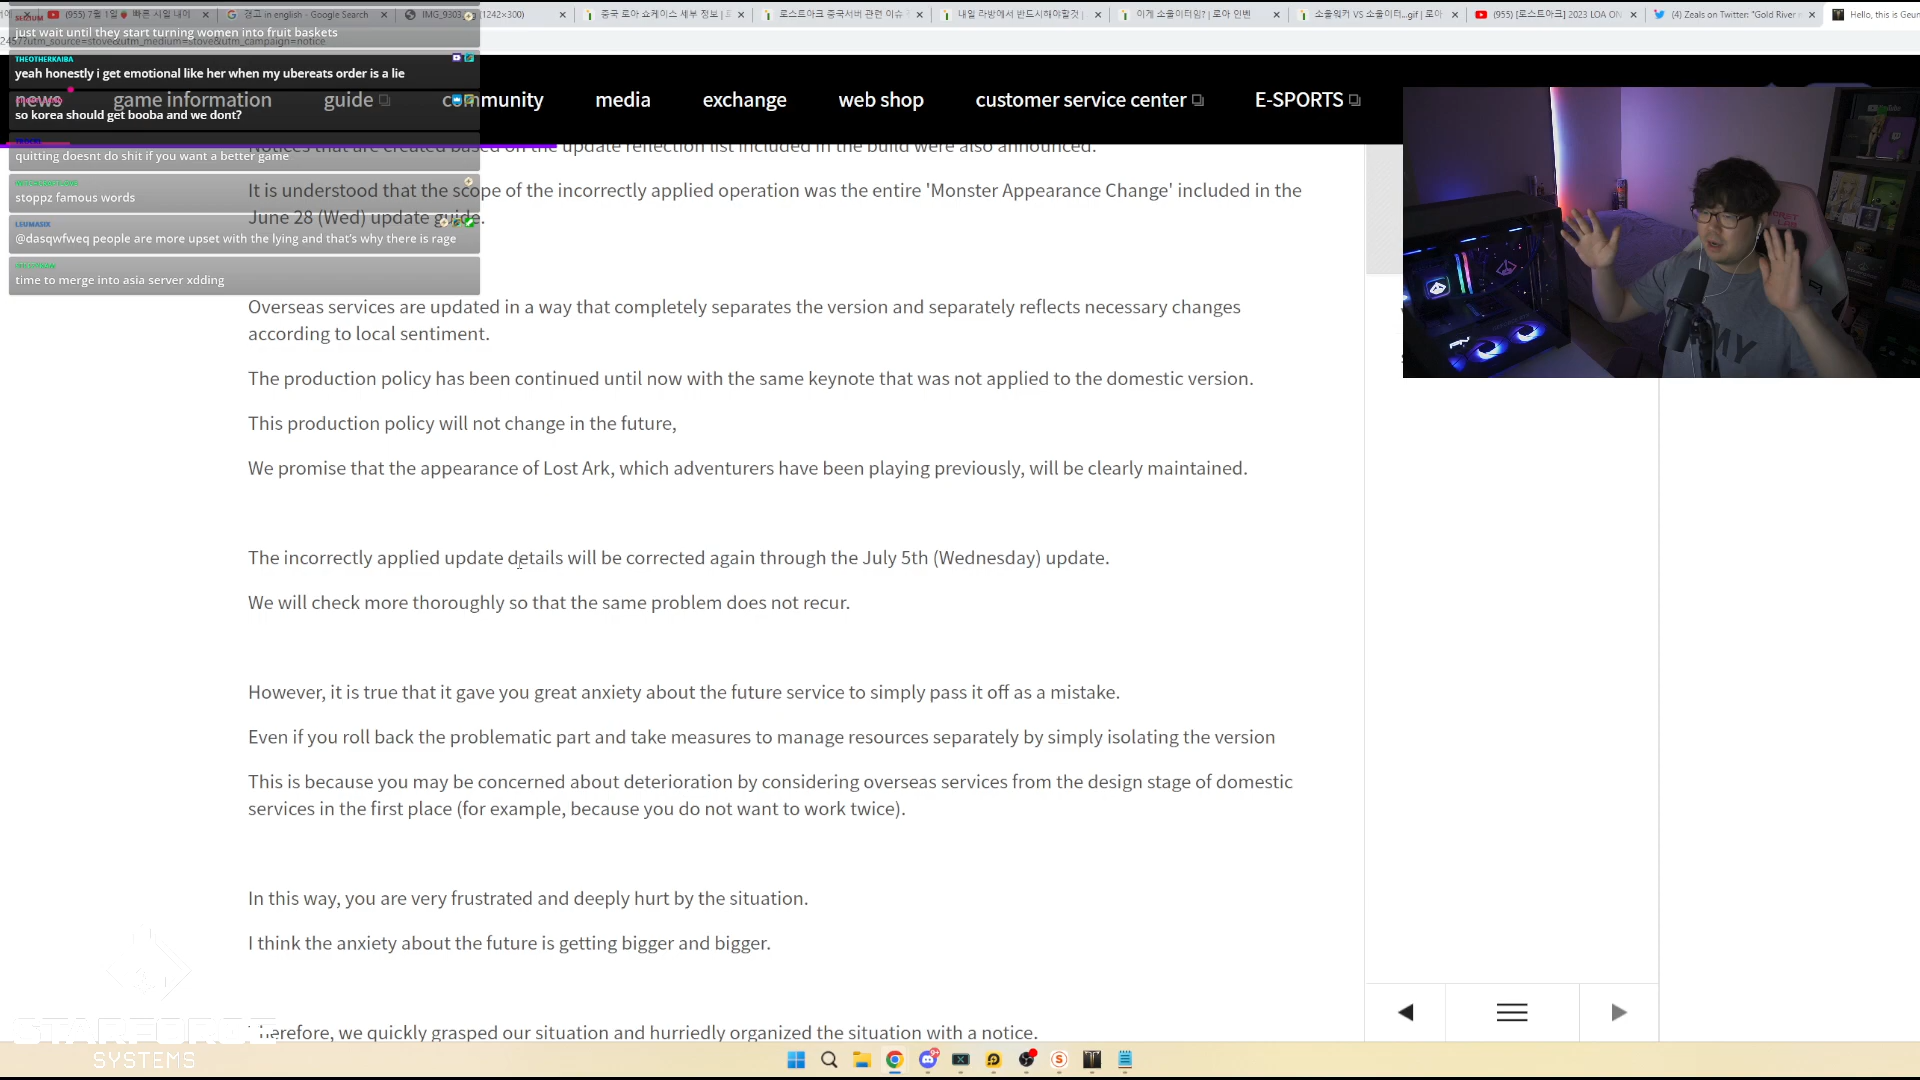 이 × (955) 7월 1일🍓 빠른 시일 내에 × 경고 in english - Google Search × IMG_9303 (1242×300) × 중국 로아 쇼케이스 세부 정보 | × 로스트아크 중국서버 관련 이슈 × 내일 라방에서 반드시해야할것 | × 이게 소울이터임? | 로아 인벤 × 소울워커 VS 소울이터...gif | 로아 × (955) [로스트아크] 2023 LOA ON × (4) Zeals on Twitter: "Gold River × Hello, this is Geun
2457?utm_source=stove&utm_medium=stove&utm_campaign=notice
just wait until they start turning women into fruit baskets
THEOTHERKAIBA
yeah honestly i get emotional like her when my ubereats order is a lie
so korea should get booba and we dont?
quitting doesnt do shit if you want a better game
stoppz famous words
LEUMASIX
@dasqwfweq people are more upset with the lying and that's why there is rage
time to merge into asia server xdding
news game information guide community media exchange web shop customer service center E-SPORTS
Notices that are created based on the update reflection list included in the build were also announced.
It is understood that the scope of the incorrectly applied operation was the entire 'Monster Appearance Change' included in the
June 28 (Wed) update guide.
Overseas services are updated in a way that completely separates the version and separately reflects necessary changes
according to local sentiment.
The production policy has been continued until now with the same keynote that was not applied to the domestic version.
This production policy will not change in the future,
We promise that the appearance of Lost Ark, which adventurers have been playing previously, will be clearly maintained.
The incorrectly applied update details will be corrected again through the July 5th (Wednesday) update.
We will check more thoroughly so that the same problem does not recur.
However, it is true that it gave you great anxiety about the future service to simply pass it off as a mistake.
Even if you roll back the problematic part and take measures to manage resources separately by simply isolating the version
This is because you may be concerned about deterioration by considering overseas services from the design stage of domestic
services in the first place (for example, because you do not want to work twice).
In this way, you are very frustrated and deeply hurt by the situation.
I think the anxiety about the future is getting bigger and bigger.
Therefore, we quickly grasped our situation and hurriedly organized the situation with a notice.
STARFORGE
SYSTEMS